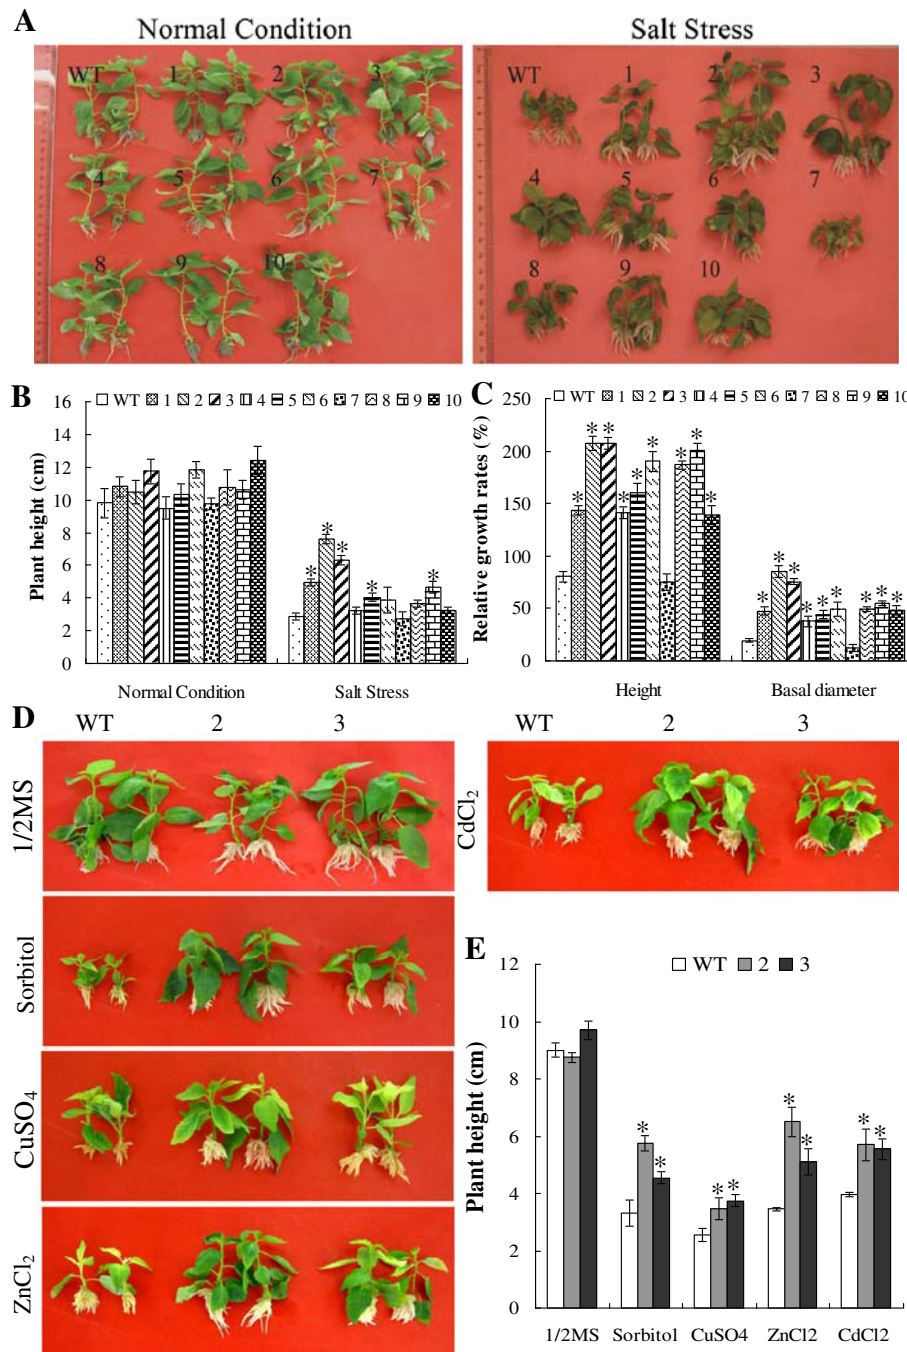 A
Normal Condition
Salt Stress
WT 1 2 3
4 5 6 7
8 9 10
WT 1 2 3
4 5 6 7
8 9 10
B
WT 1 2 3 4 5 6 7 8 9 10
Plant height (cm)
16
14
12
10
8
6
4
2
0
* * * * *
Normal Condition
Salt Stress
C
WT 1 2 3 4 5 6 7 8 9 10
Relative growth rates (%)
250
200
150
100
50
0
* * * * * * * * *
* * * * * * * * *
Height
Basal diameter
D
WT 2 3
1/2MS
Sorbitol
CuSO4
ZnCl2
WT 2 3
CdCl2
E
WT 2 3
Plant height (cm)
12
10
8
6
4
2
0
* * * * * * * *
1/2MS Sorbitol CuSO4 ZnCl2 CdCl2